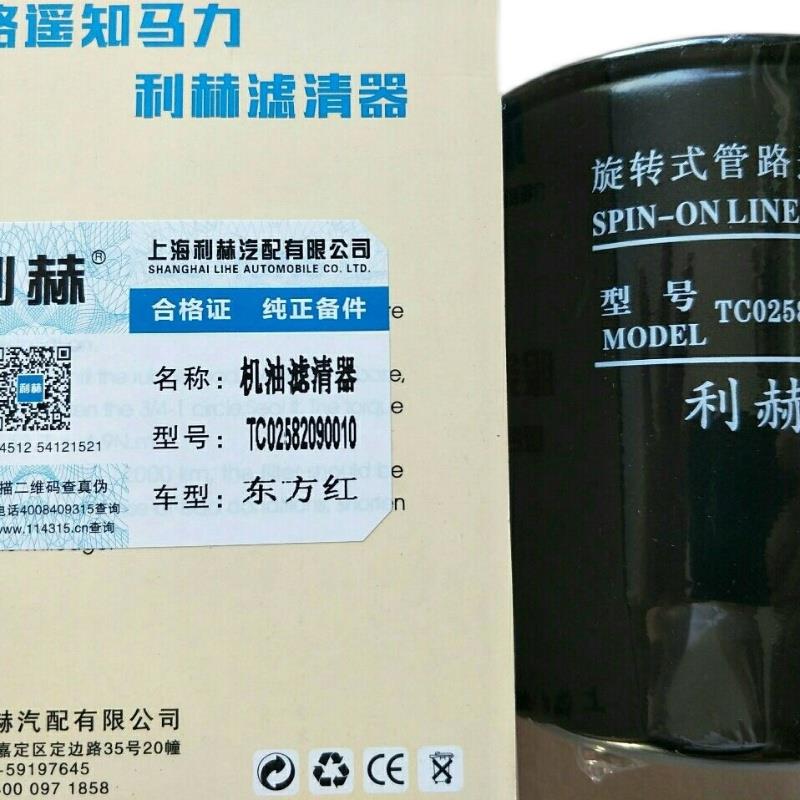 路遥知马力
利赫滤清器
利赫®
上海利赫汽配有限公司
SHANGHAI LIHE AUTOMOBILE CO. LTD.
合格证 纯正备件
利赫
名称：机油滤清器
型号：TC02582090010
车型：东方红
4512 54121521
描二维码查真伪
电话4008409315查询
www.114315.cn查询
赫汽配有限公司
嘉定区定边路35号20幢
-59197645
400 097 1858
CE
旋转式管路
SPIN-ON LINE
型号 TC0258
MODEL
利赫